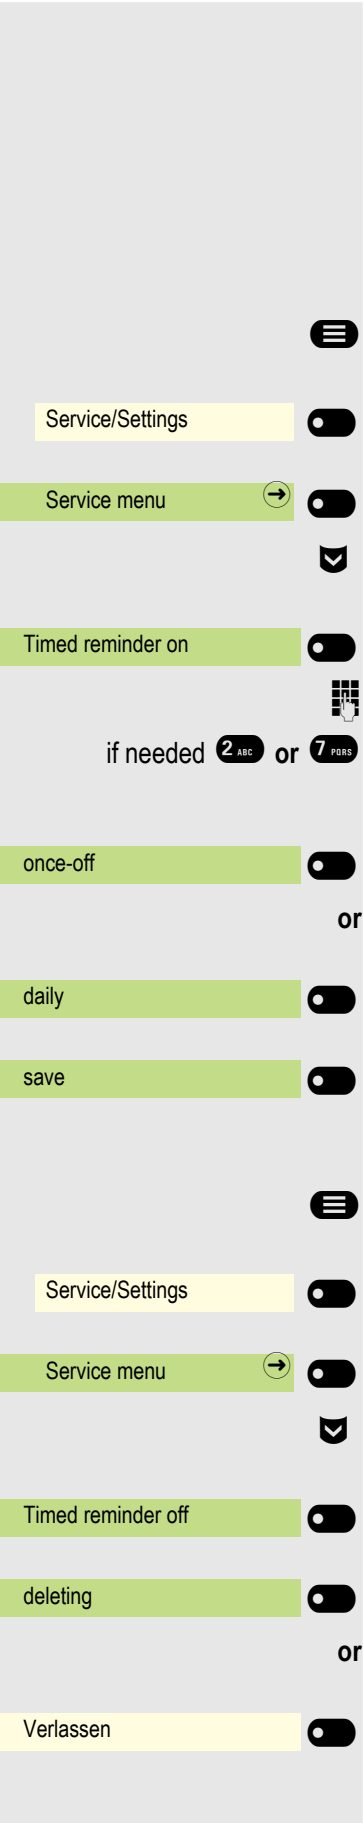 Service/Settings
Service menu
Timed reminder on
if needed 2 ABC or 7 PQRS
once-off
or
daily
save
Service/Settings
Service menu
Timed reminder off
deleting
or
Verlassen